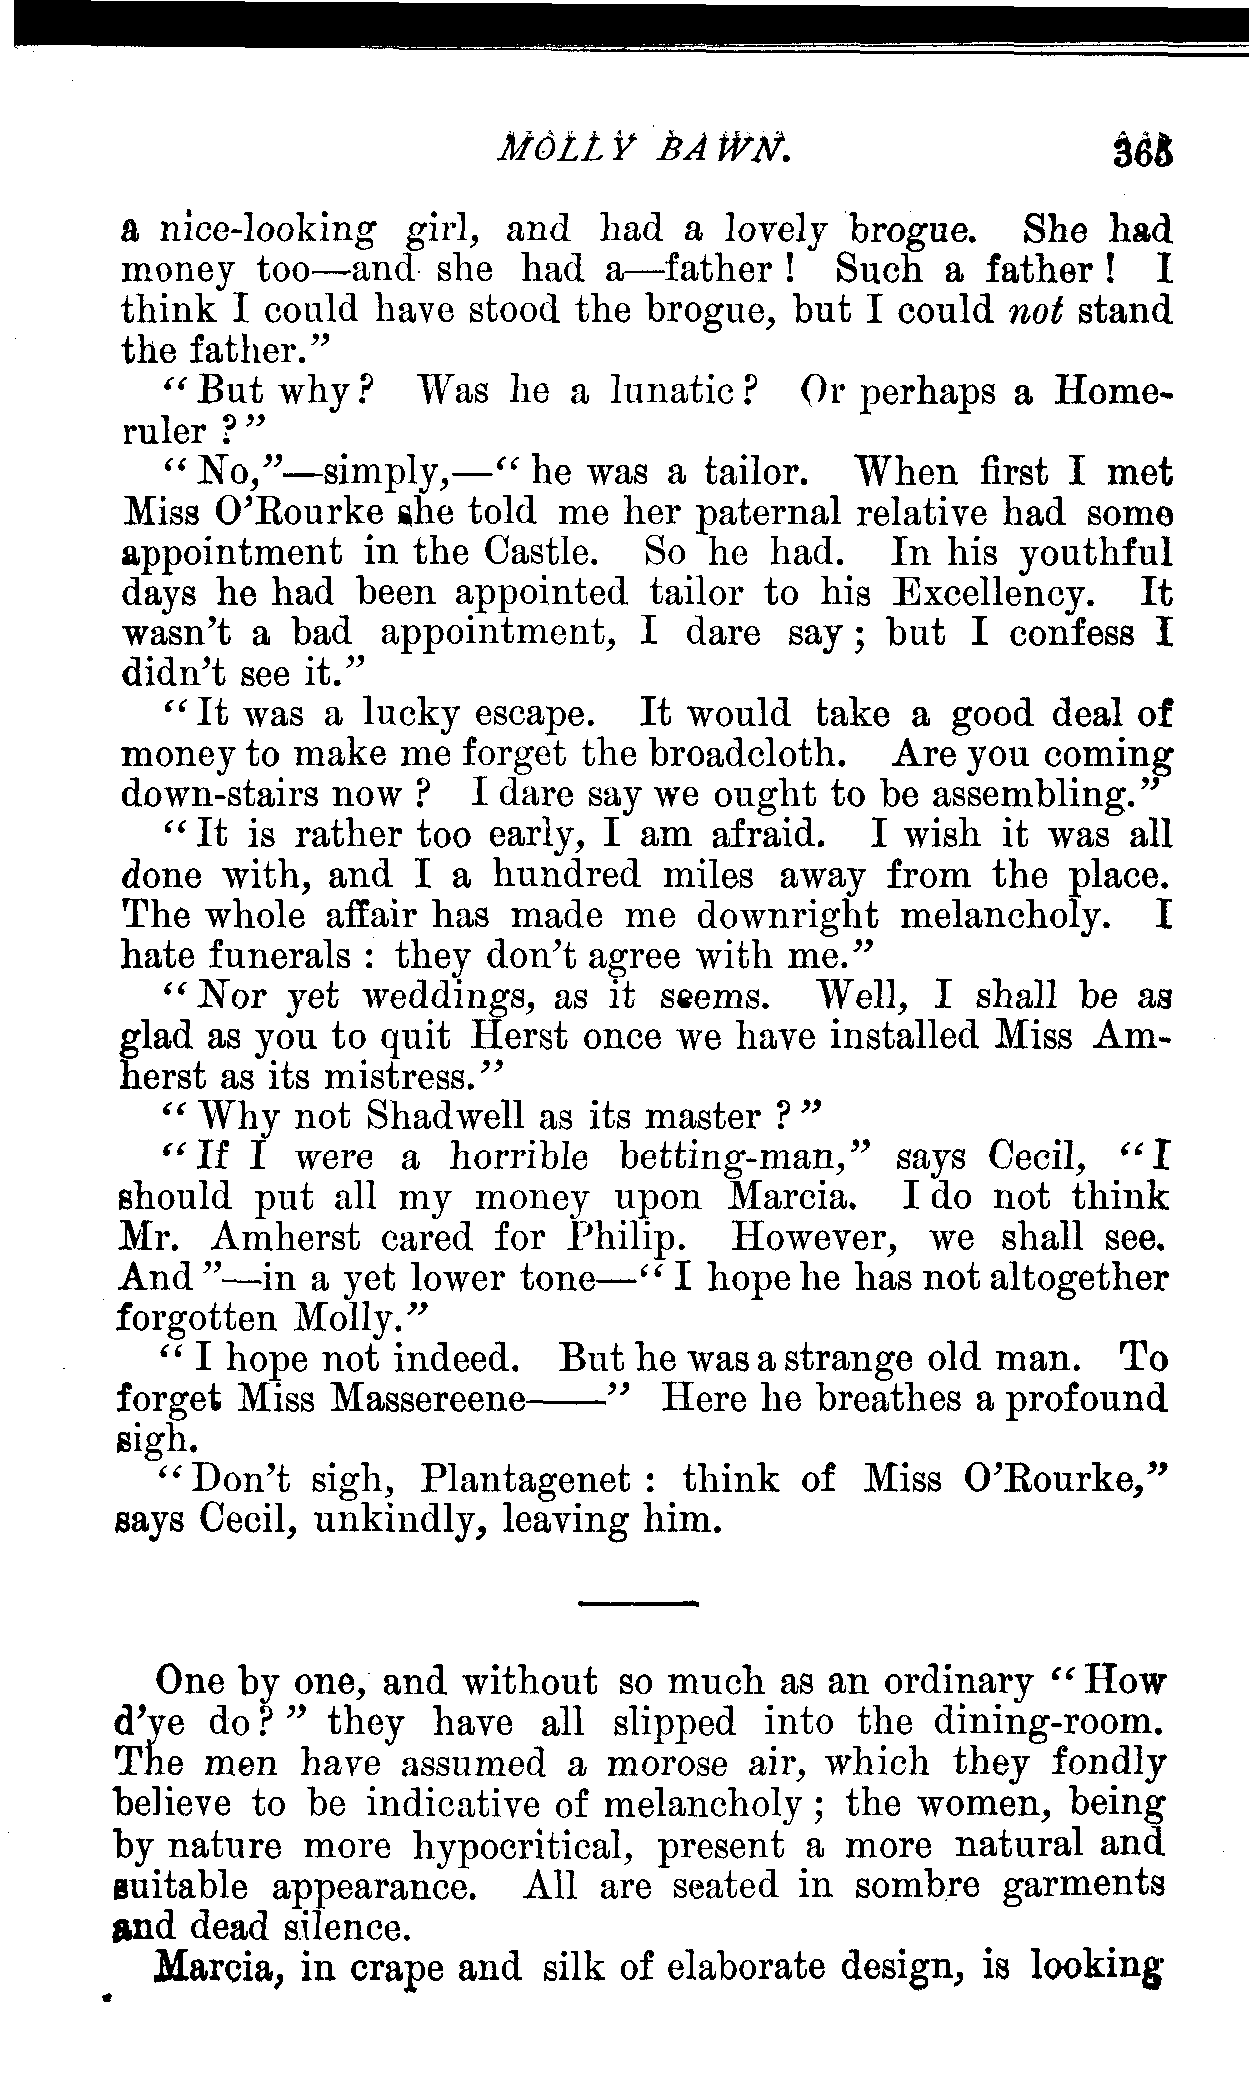 MOLLY BAWN. 365
a nice-looking girl, and had a lovely brogue. She had
money too—and she had a—father! Such a father! I
think I could have stood the brogue, but I could not stand
the father."
"But why? Was he a lunatic? Or perhaps a Home-
ruler?"
"No,"—simply,—"he was a tailor. When first I met
Miss O'Rourke she told me her paternal relative had some
appointment in the Castle. So he had. In his youthful
days he had been appointed tailor to his Excellency. It
wasn't a bad appointment, I dare say; but I confess I
didn't see it."
"It was a lucky escape. It would take a good deal of
money to make me forget the broadcloth. Are you coming
down-stairs now? I dare say we ought to be assembling."
"It is rather too early, I am afraid. I wish it was all
done with, and I a hundred miles away from the place.
The whole affair has made me downright melancholy. I
hate funerals: they don't agree with me."
"Nor yet weddings, as it seems. Well, I shall be as
glad as you to quit Herst once we have installed Miss Am-
herst as its mistress."
"Why not Shadwell as its master?"
"If I were a horrible betting-man," says Cecil, "I
should put all my money upon Marcia. I do not think
Mr. Amherst cared for Philip. However, we shall see.
And"—in a yet lower tone—"I hope he has not altogether
forgotten Molly."
"I hope not indeed. But he was a strange old man. To
forget Miss Massereene——" Here he breathes a profound
sigh.
"Don't sigh, Plantagenet: think of Miss O'Rourke,"
says Cecil, unkindly, leaving him.
One by one, and without so much as an ordinary "How
d'ye do?" they have all slipped into the dining-room.
The men have assumed a morose air, which they fondly
believe to be indicative of melancholy; the women, being
by nature more hypocritical, present a more natural and
suitable appearance. All are seated in sombre garments
and dead silence.
Marcia, in crape and silk of elaborate design, is looking